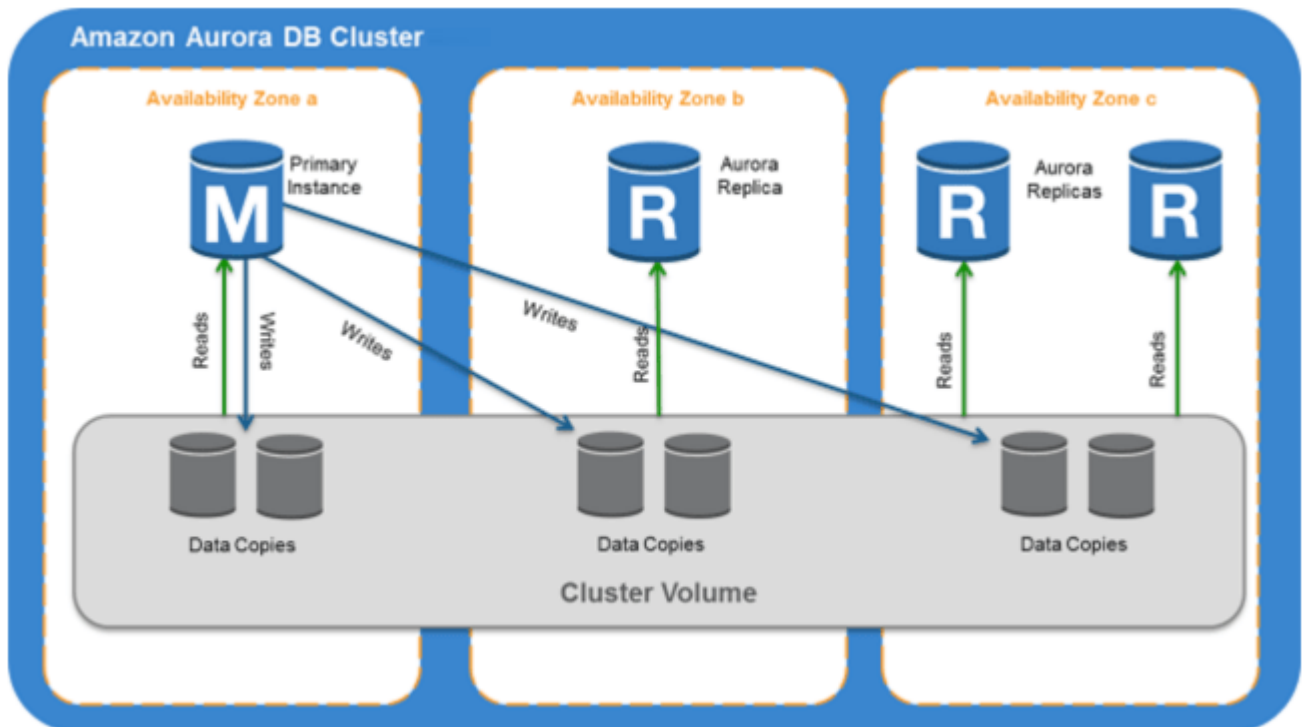 Amazon Aurora DB Cluster
Availability Zone a
Availability Zone b
Availability Zone c
Primary
Instance
M
Aurora
Replica
R
Aurora
Replicas
R
R
Reads
Writes
Writes
Writes
Reads
Reads
Reads
Data Copies
Data Copies
Data Copies
Cluster Volume